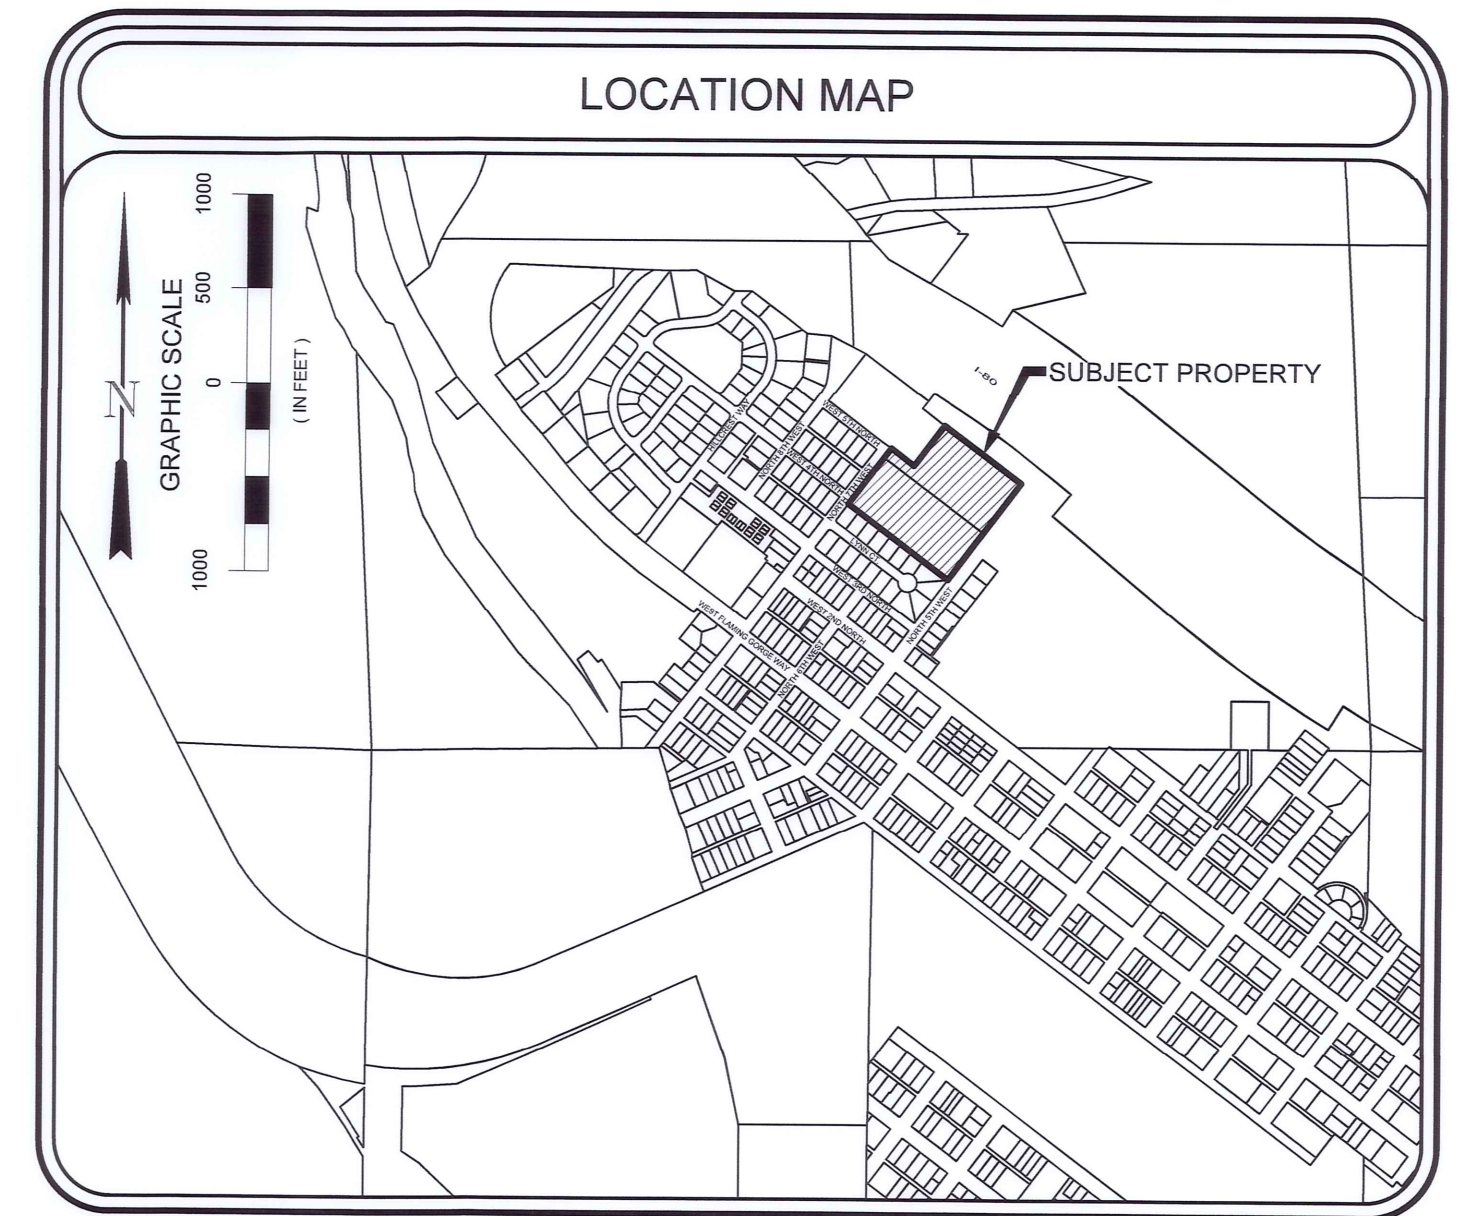 LOCATION MAP
N
GRAPHIC SCALE
1000
500
0
1000
( IN FEET )
I-80
SUBJECT PROPERTY
WEST 5TH NORTH
HILLCREST WAY
NORTH 8TH WEST
WEST 4TH NORTH
NORTH 7TH WEST
LYNN CT
WEST 3RD NORTH
NORTH 5TH WEST
WEST 2ND NORTH
WEST FLAMING GORGE WAY
NORTH 6TH WEST